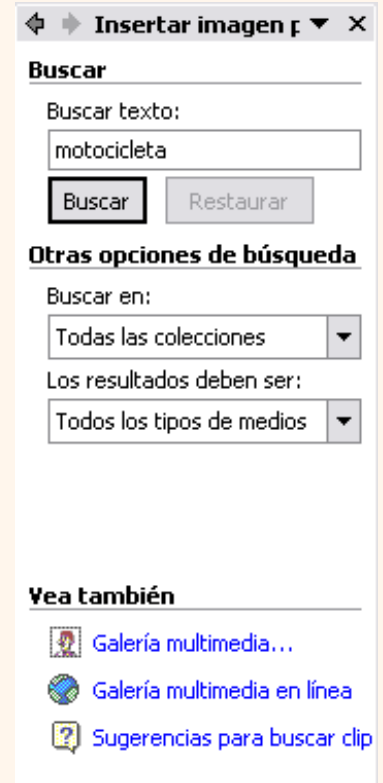 Insertar imagen p
Buscar
Buscar texto:
motocicleta
Buscar Restaurar
Otras opciones de búsqueda
Buscar en:
Todas las colecciones
Los resultados deben ser:
Todos los tipos de medios
Vea también
Galería multimedia...
Galería multimedia en línea
Sugerencias para buscar clip